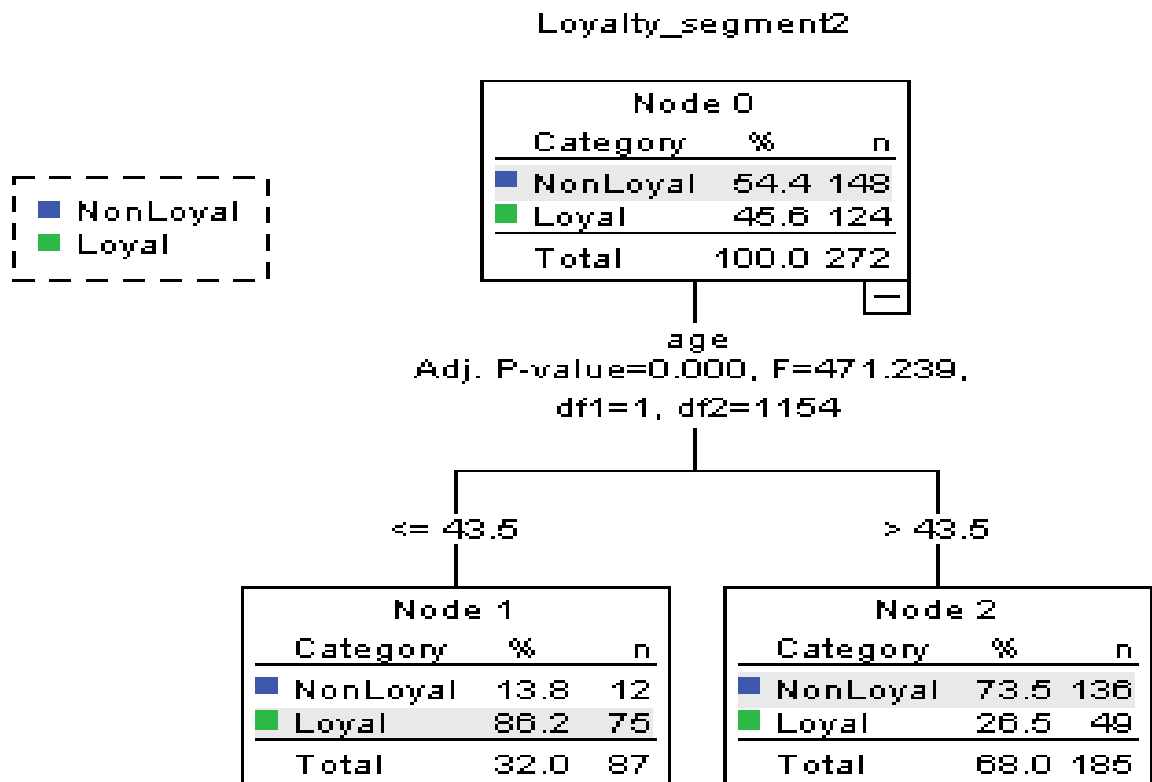 Loyalty_segment2
Node 0
Category % n
NonLoyal 54.4 148
Loyal 45.6 124
Total 100.0 272
NonLoyal
Loyal
age
Adj. P-value=0.000, F=471.239,
df1=1, df2=1154
<= 43.5
> 43.5
Node 1
Category % n
NonLoyal 13.8 12
Loyal 86.2 75
Total 32.0 87
Node 2
Category % n
NonLoyal 73.5 136
Loyal 26.5 49
Total 68.0 185